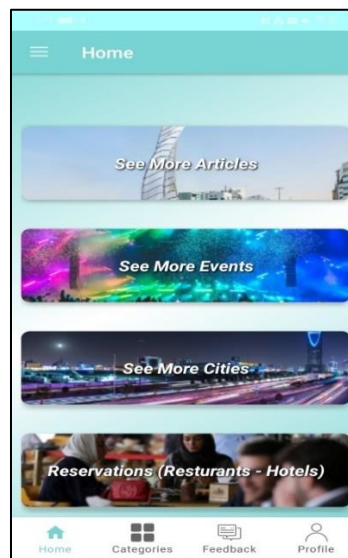 Home
See More Articles
See More Events
See More Cities
Reservations (Resturants - Hotels)
Home
Categories
Feedback
Profile